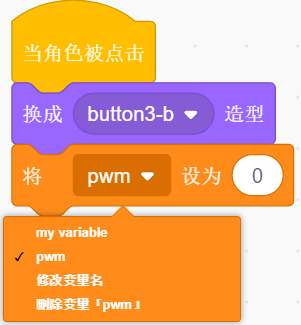 当角色被点击
换成 button3-b 造型
将 pwm 设为 0
my variable
✓ pwm
修改变量名
删除变量「pwm」